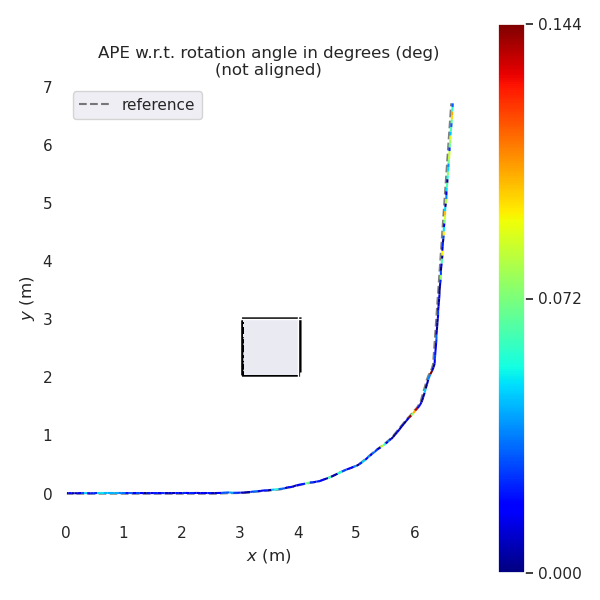 APE w.r.t. rotation angle in degrees (deg)
(not aligned)
reference
7
6
5
4
3
2
1
0
y (m)
0 1 2 3 4 5 6
x (m)
0.144
0.072
0.000